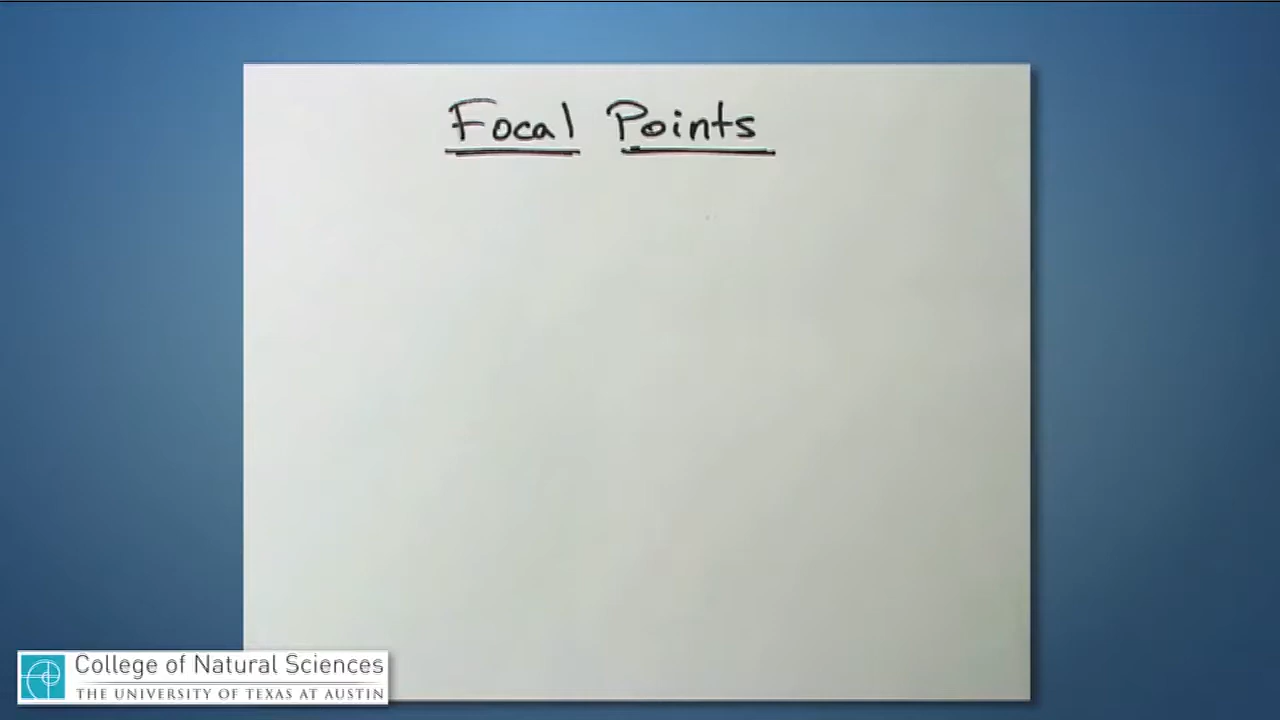 Focal Points
College of Natural Sciences
THE UNIVERSITY OF TEXAS AT AUSTIN